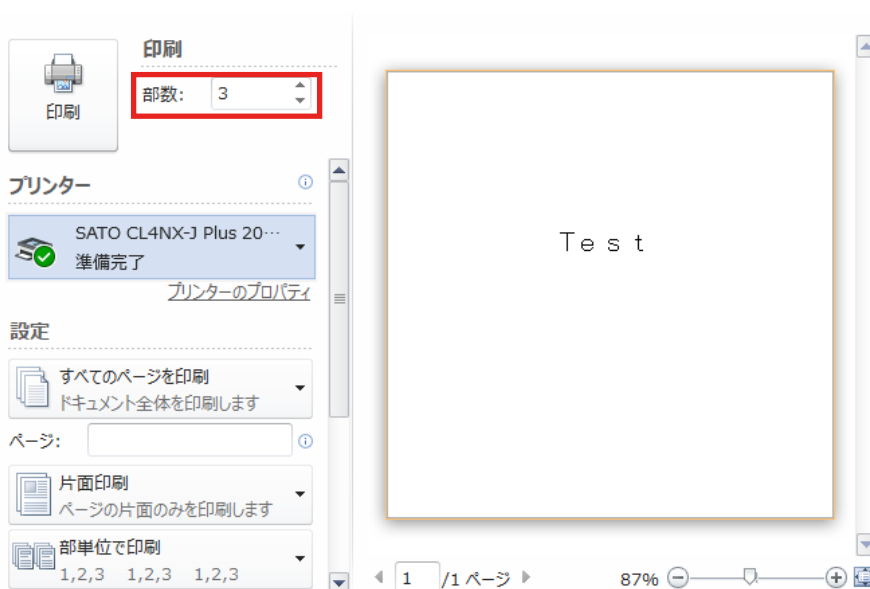 印刷
部数: 3
印刷
プリンター
SATO CL4NX-J Plus 20…
準備完了
プリンターのプロパティ
設定
すべてのページを印刷
ドキュメント全体を印刷します
ページ:
片面印刷
ページの片面のみを印刷します
部単位で印刷
1,2,3 1,2,3 1,2,3
Ｔｅｓｔ
1 /1 ページ
87%